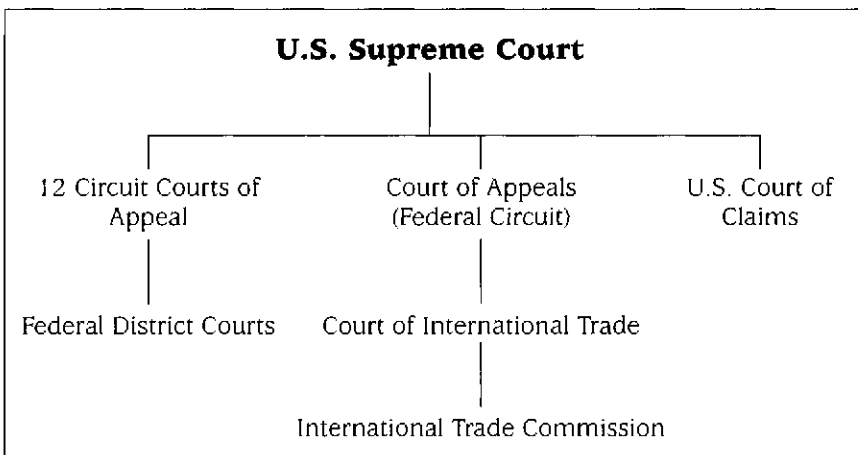 U.S. Supreme Court
12 Circuit Courts of
Appeal
Court of Appeals
(Federal Circuit)
U.S. Court of
Claims
Federal District Courts
Court of International Trade
International Trade Commission